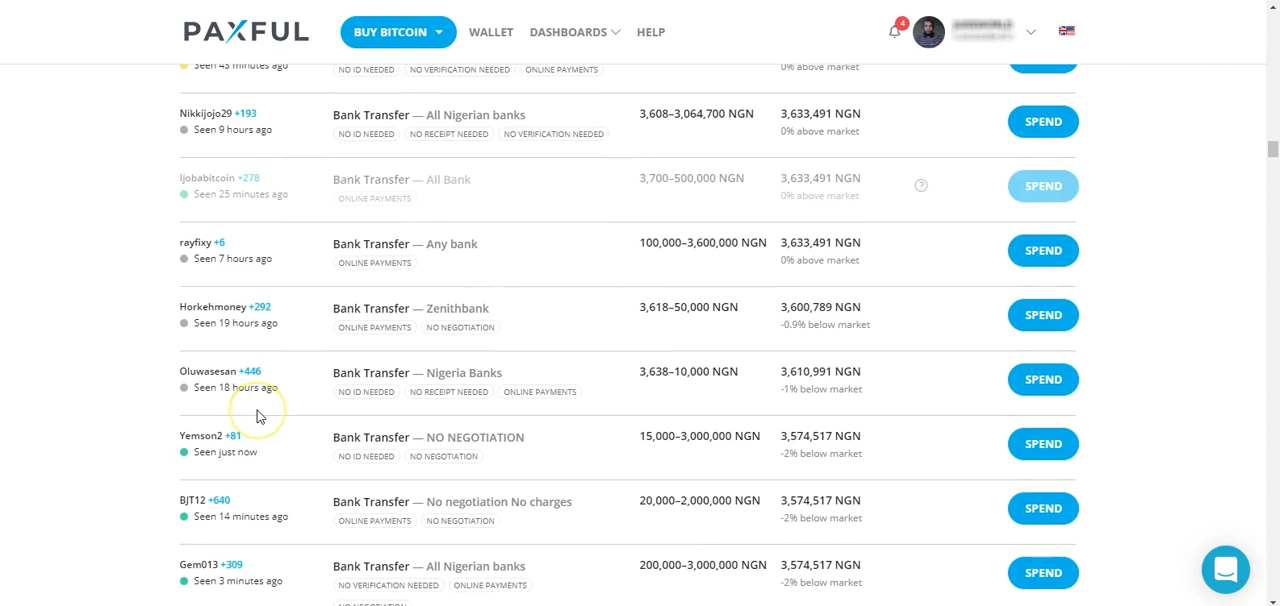 PAXFUL
BUY BITCOIN
WALLET
DASHBOARDS
HELP
4
Seen 43 minutes ago
NO ID NEEDED
NO VERIFICATION NEEDED
ONLINE PAYMENTS
0% above market
Nikkijojo29 +193
Seen 9 hours ago
Bank Transfer — All Nigerian banks
NO ID NEEDED
NO RECEIPT NEEDED
NO VERIFICATION NEEDED
3,608–3,064,700 NGN
3,633,491 NGN
0% above market
SPEND
Ijobabitcoin +278
Seen 25 minutes ago
Bank Transfer — All Bank
ONLINE PAYMENTS
3,700–500,000 NGN
3,633,491 NGN
0% above market
?
SPEND
rayfixy +6
Seen 7 hours ago
Bank Transfer — Any bank
ONLINE PAYMENTS
100,000–3,600,000 NGN
3,633,491 NGN
0% above market
SPEND
Horkehmoney +292
Seen 19 hours ago
Bank Transfer — Zenithbank
ONLINE PAYMENTS
NO NEGOTIATION
3,618–50,000 NGN
3,600,789 NGN
-0.9% below market
SPEND
Oluwasesan +446
Seen 18 hours ago
Bank Transfer — Nigeria Banks
NO ID NEEDED
NO RECEIPT NEEDED
ONLINE PAYMENTS
3,638–10,000 NGN
3,610,991 NGN
-1% below market
SPEND
Yemson2 +81
Seen just now
Bank Transfer — NO NEGOTIATION
NO ID NEEDED
NO NEGOTIATION
15,000–3,000,000 NGN
3,574,517 NGN
-2% below market
SPEND
BJT12 +640
Seen 14 minutes ago
Bank Transfer — No negotiation No charges
ONLINE PAYMENTS
NO NEGOTIATION
20,000–2,000,000 NGN
3,574,517 NGN
-2% below market
SPEND
Gem013 +309
Seen 3 minutes ago
Bank Transfer — All Nigerian banks
NO VERIFICATION NEEDED
ONLINE PAYMENTS
NO NEGOTIATION
200,000–3,000,000 NGN
3,574,517 NGN
-2% below market
SPEND